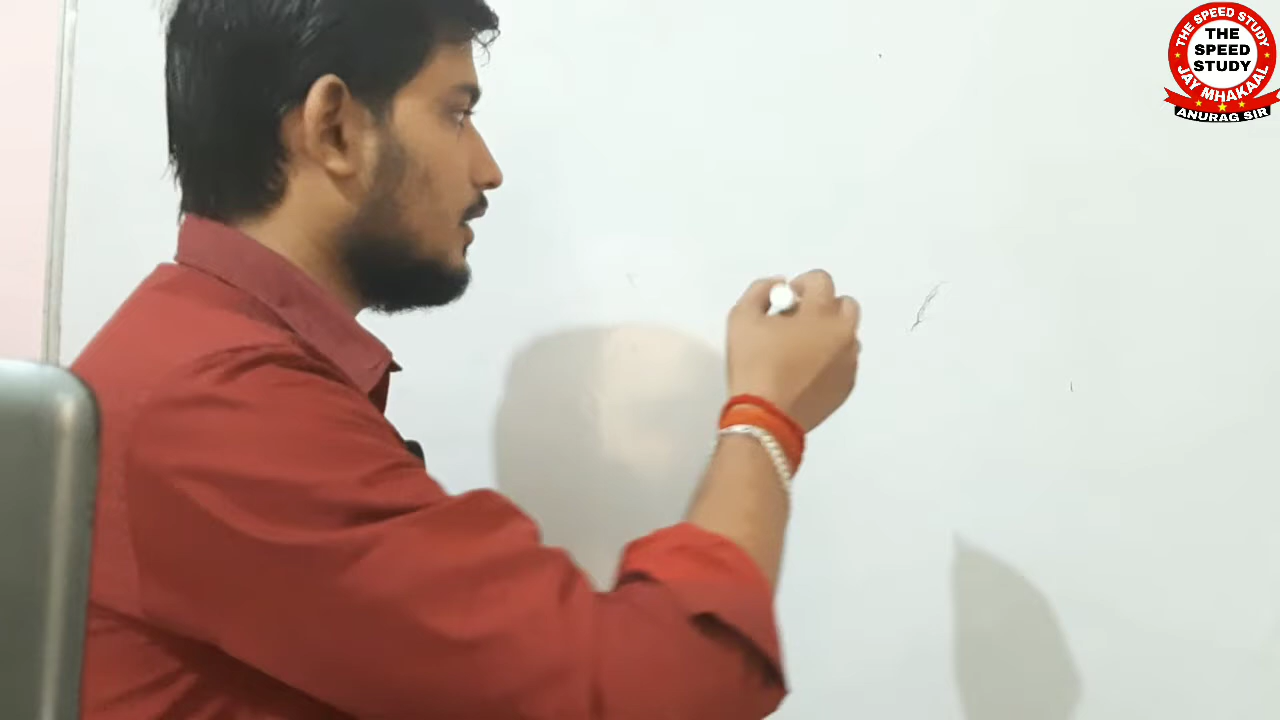 THE SPEED STUDY
THE
SPEED
STUDY
JAY MHAKAAL
ANURAG SIR